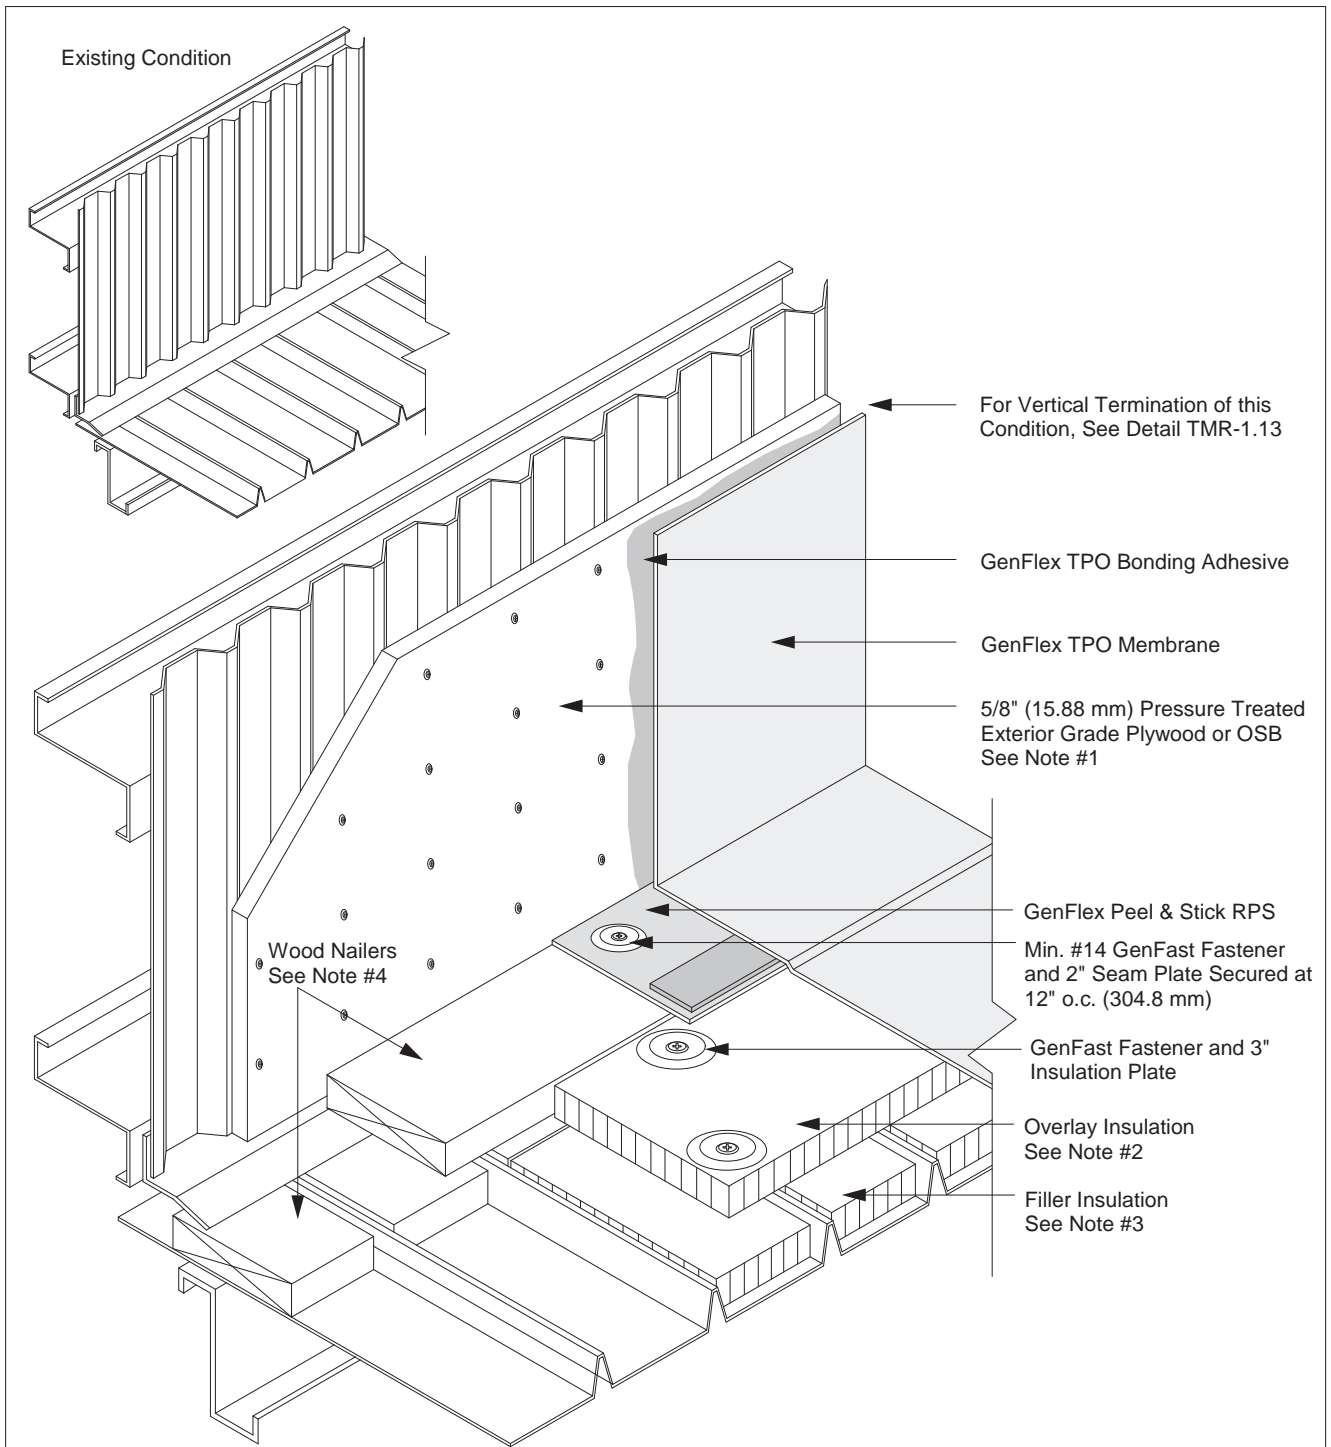 Existing Condition
For Vertical Termination of this
Condition, See Detail TMR-1.13
GenFlex TPO Bonding Adhesive
GenFlex TPO Membrane
5/8" (15.88 mm) Pressure Treated
Exterior Grade Plywood or OSB
See Note #1
GenFlex Peel & Stick RPS
Wood Nailers
See Note #4
Min. #14 GenFast Fastener
and 2" Seam Plate Secured at
12" o.c. (304.8 mm)
GenFast Fastener and 3"
Insulation Plate
Overlay Insulation
See Note #2
Filler Insulation
See Note #3